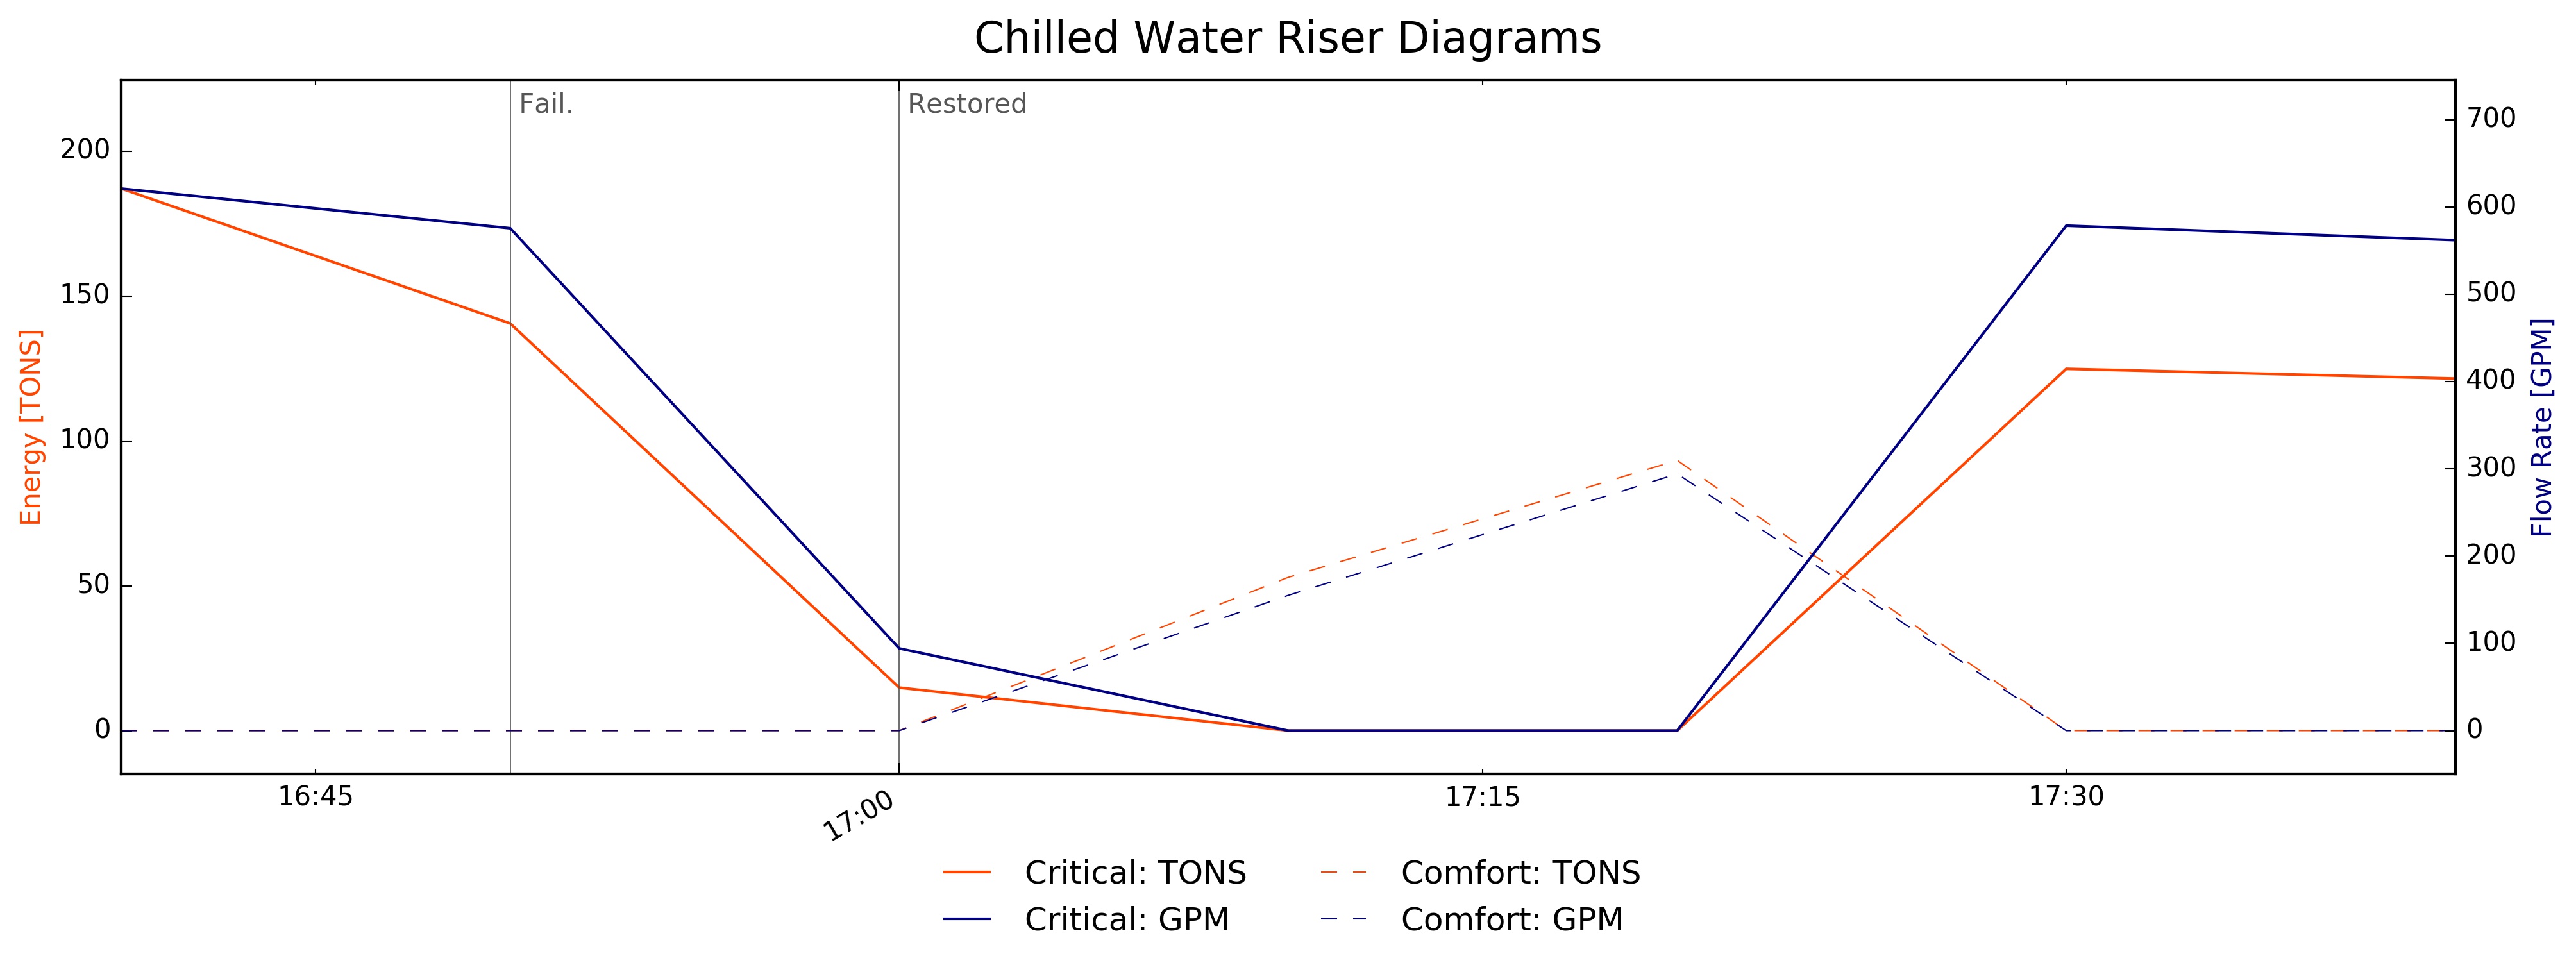 Chilled Water Riser Diagrams
Fail.
Restored
200
150
100
50
0
Energy [TONS]
700
600
500
400
300
200
100
0
Flow Rate [GPM]
16:45
17:00
17:15
17:30
Critical: TONS
Critical: GPM
Comfort: TONS
Comfort: GPM